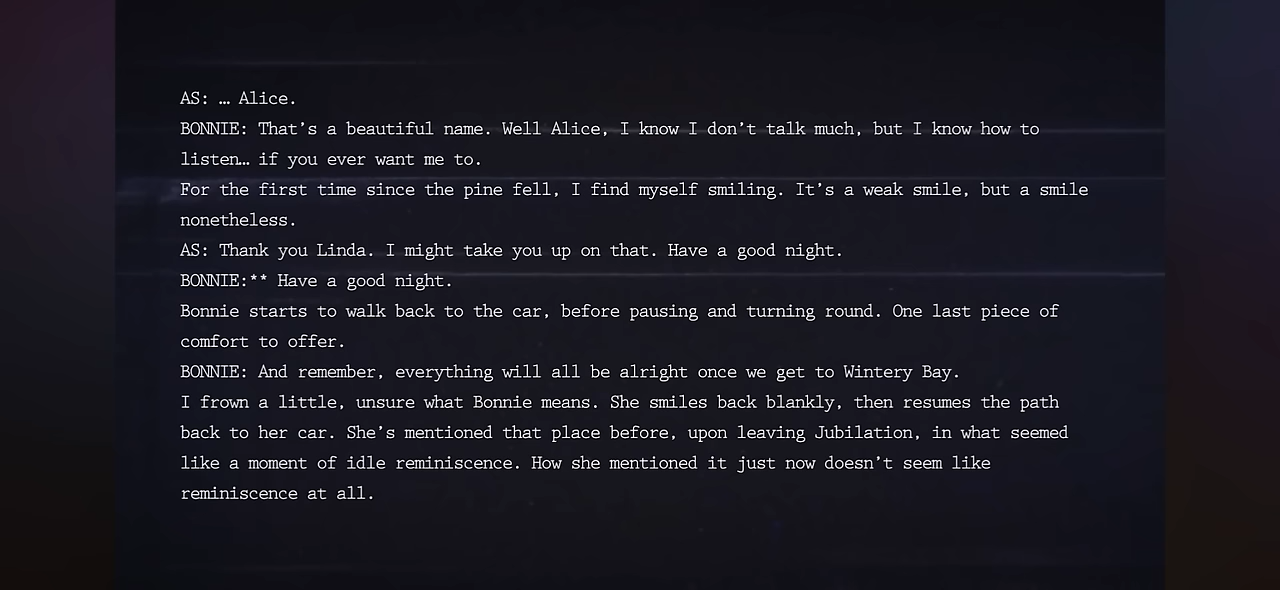 AS: … Alice.
BONNIE: That’s a beautiful name. Well Alice, I know I don’t talk much, but I know how to
listen… if you ever want me to.
For the first time since the pine fell, I find myself smiling. It’s a weak smile, but a smile
nonetheless.
AS: Thank you Linda. I might take you up on that. Have a good night.
BONNIE:** Have a good night.
Bonnie starts to walk back to the car, before pausing and turning round. One last piece of
comfort to offer.
BONNIE: And remember, everything will all be alright once we get to Wintery Bay.
I frown a little, unsure what Bonnie means. She smiles back blankly, then resumes the path
back to her car. She’s mentioned that place before, upon leaving Jubilation, in what seemed
like a moment of idle reminiscence. How she mentioned it just now doesn’t seem like
reminiscence at all.